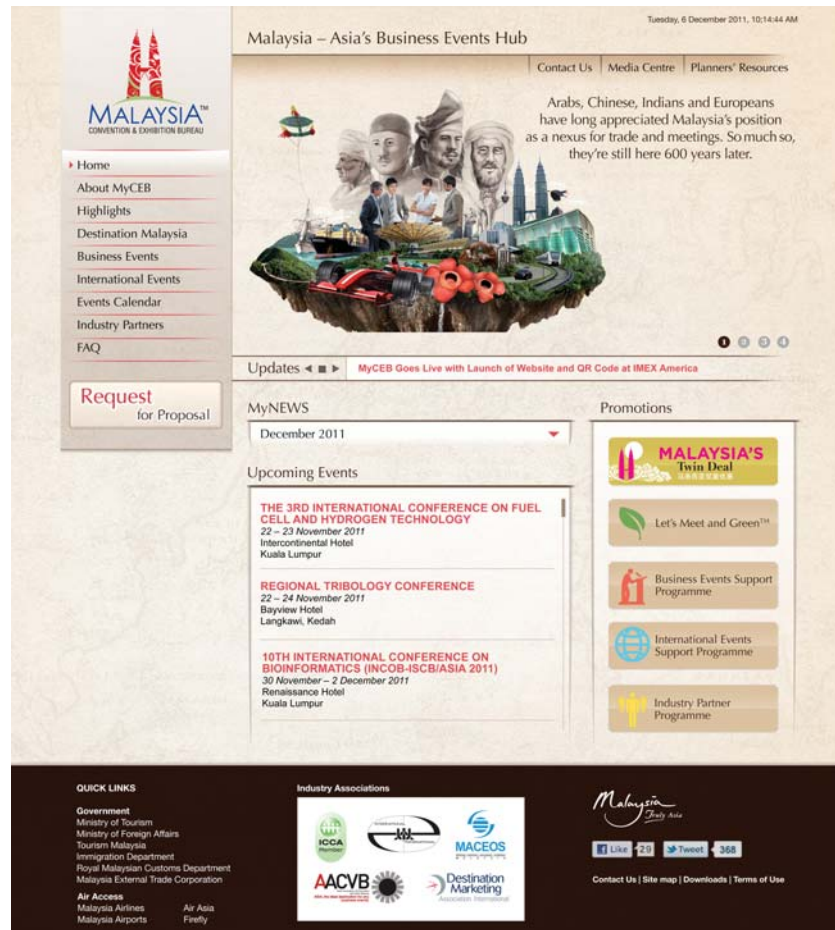 Tuesday, 6 December 2011, 10:14:44 AM
Malaysia – Asia's Business Events Hub
Contact Us | Media Centre | Planners' Resources
MALAYSIA™
CONVENTION & EXHIBITION BUREAU
Arabs, Chinese, Indians and Europeans
have long appreciated Malaysia's position
as a nexus for trade and meetings. So much so,
they're still here 600 years later.
Home
About MyCEB
Highlights
Destination Malaysia
Business Events
International Events
Events Calendar
Industry Partners
FAQ
Request
for Proposal
1 2 3 4
Updates
MyCEB Goes Live with Launch of Website and QR Code at IMEX America
MyNEWS
December 2011
Upcoming Events
THE 3RD INTERNATIONAL CONFERENCE ON FUEL
CELL AND HYDROGEN TECHNOLOGY
22 – 23 November 2011
Intercontinental Hotel
Kuala Lumpur
REGIONAL TRIBOLOGY CONFERENCE
22 – 24 November 2011
Bayview Hotel
Langkawi, Kedah
10TH INTERNATIONAL CONFERENCE ON
BIOINFORMATICS (INCOB-ISCB/ASIA 2011)
30 November – 2 December 2011
Renaissance Hotel
Kuala Lumpur
Promotions
MALAYSIA'S
Twin Deal
Let's Meet and Green™
Business Events Support
Programme
International Events
Support Programme
Industry Partner
Programme
QUICK LINKS
Government
Ministry of Tourism
Ministry of Foreign Affairs
Tourism Malaysia
Immigration Department
Royal Malaysian Customs Department
Malaysia External Trade Corporation
Air Access
Malaysia Airlines Air Asia
Malaysia Airports Firefly
Industry Associations
ICCA
Member
MACEOS
AACVB
Destination
Marketing
Association International
Malaysia
Truly Asia
Like 29 Tweet 368
Contact Us | Site map | Downloads | Terms of Use